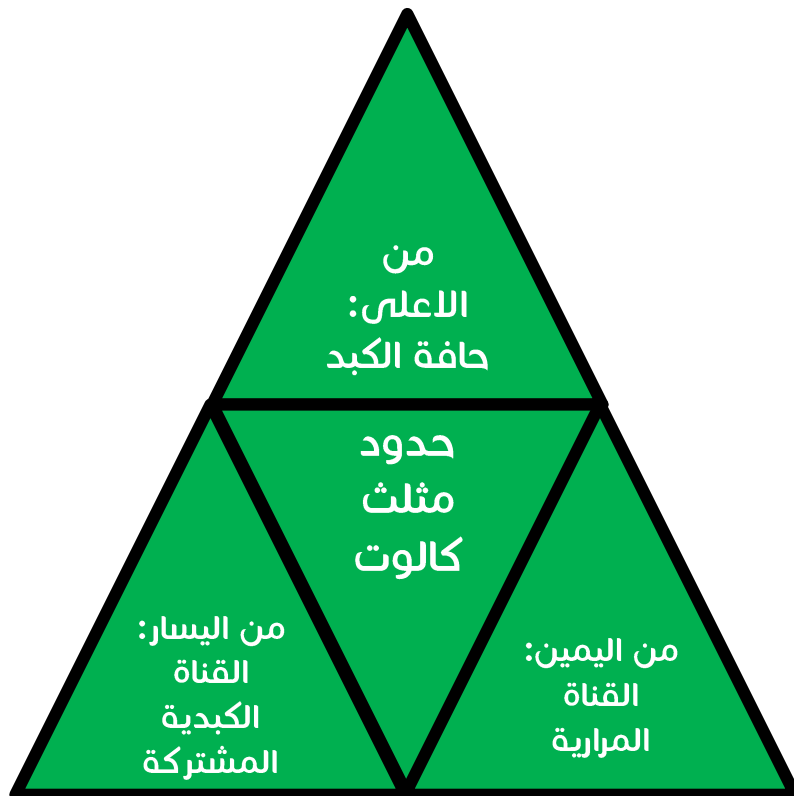 من
الاعلى:
حافة الكبد
حدود
مثلث
كالوت
من اليمين:
القناة
المرارية
من اليسار:
القناة
الكبدية
المشتركة